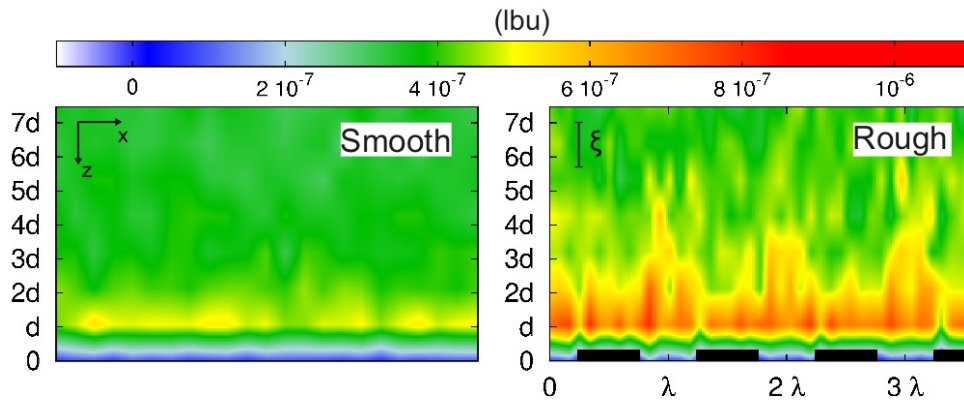 (lbu)
0 2 10-7 4 10-7 6 10-7 8 10-7 10-6
7d
6d
5d
4d
3d
2d
d
0
x
z
Smooth
7d
6d
5d
4d
3d
2d
d
0
ξ
Rough
0 λ 2 λ 3 λ